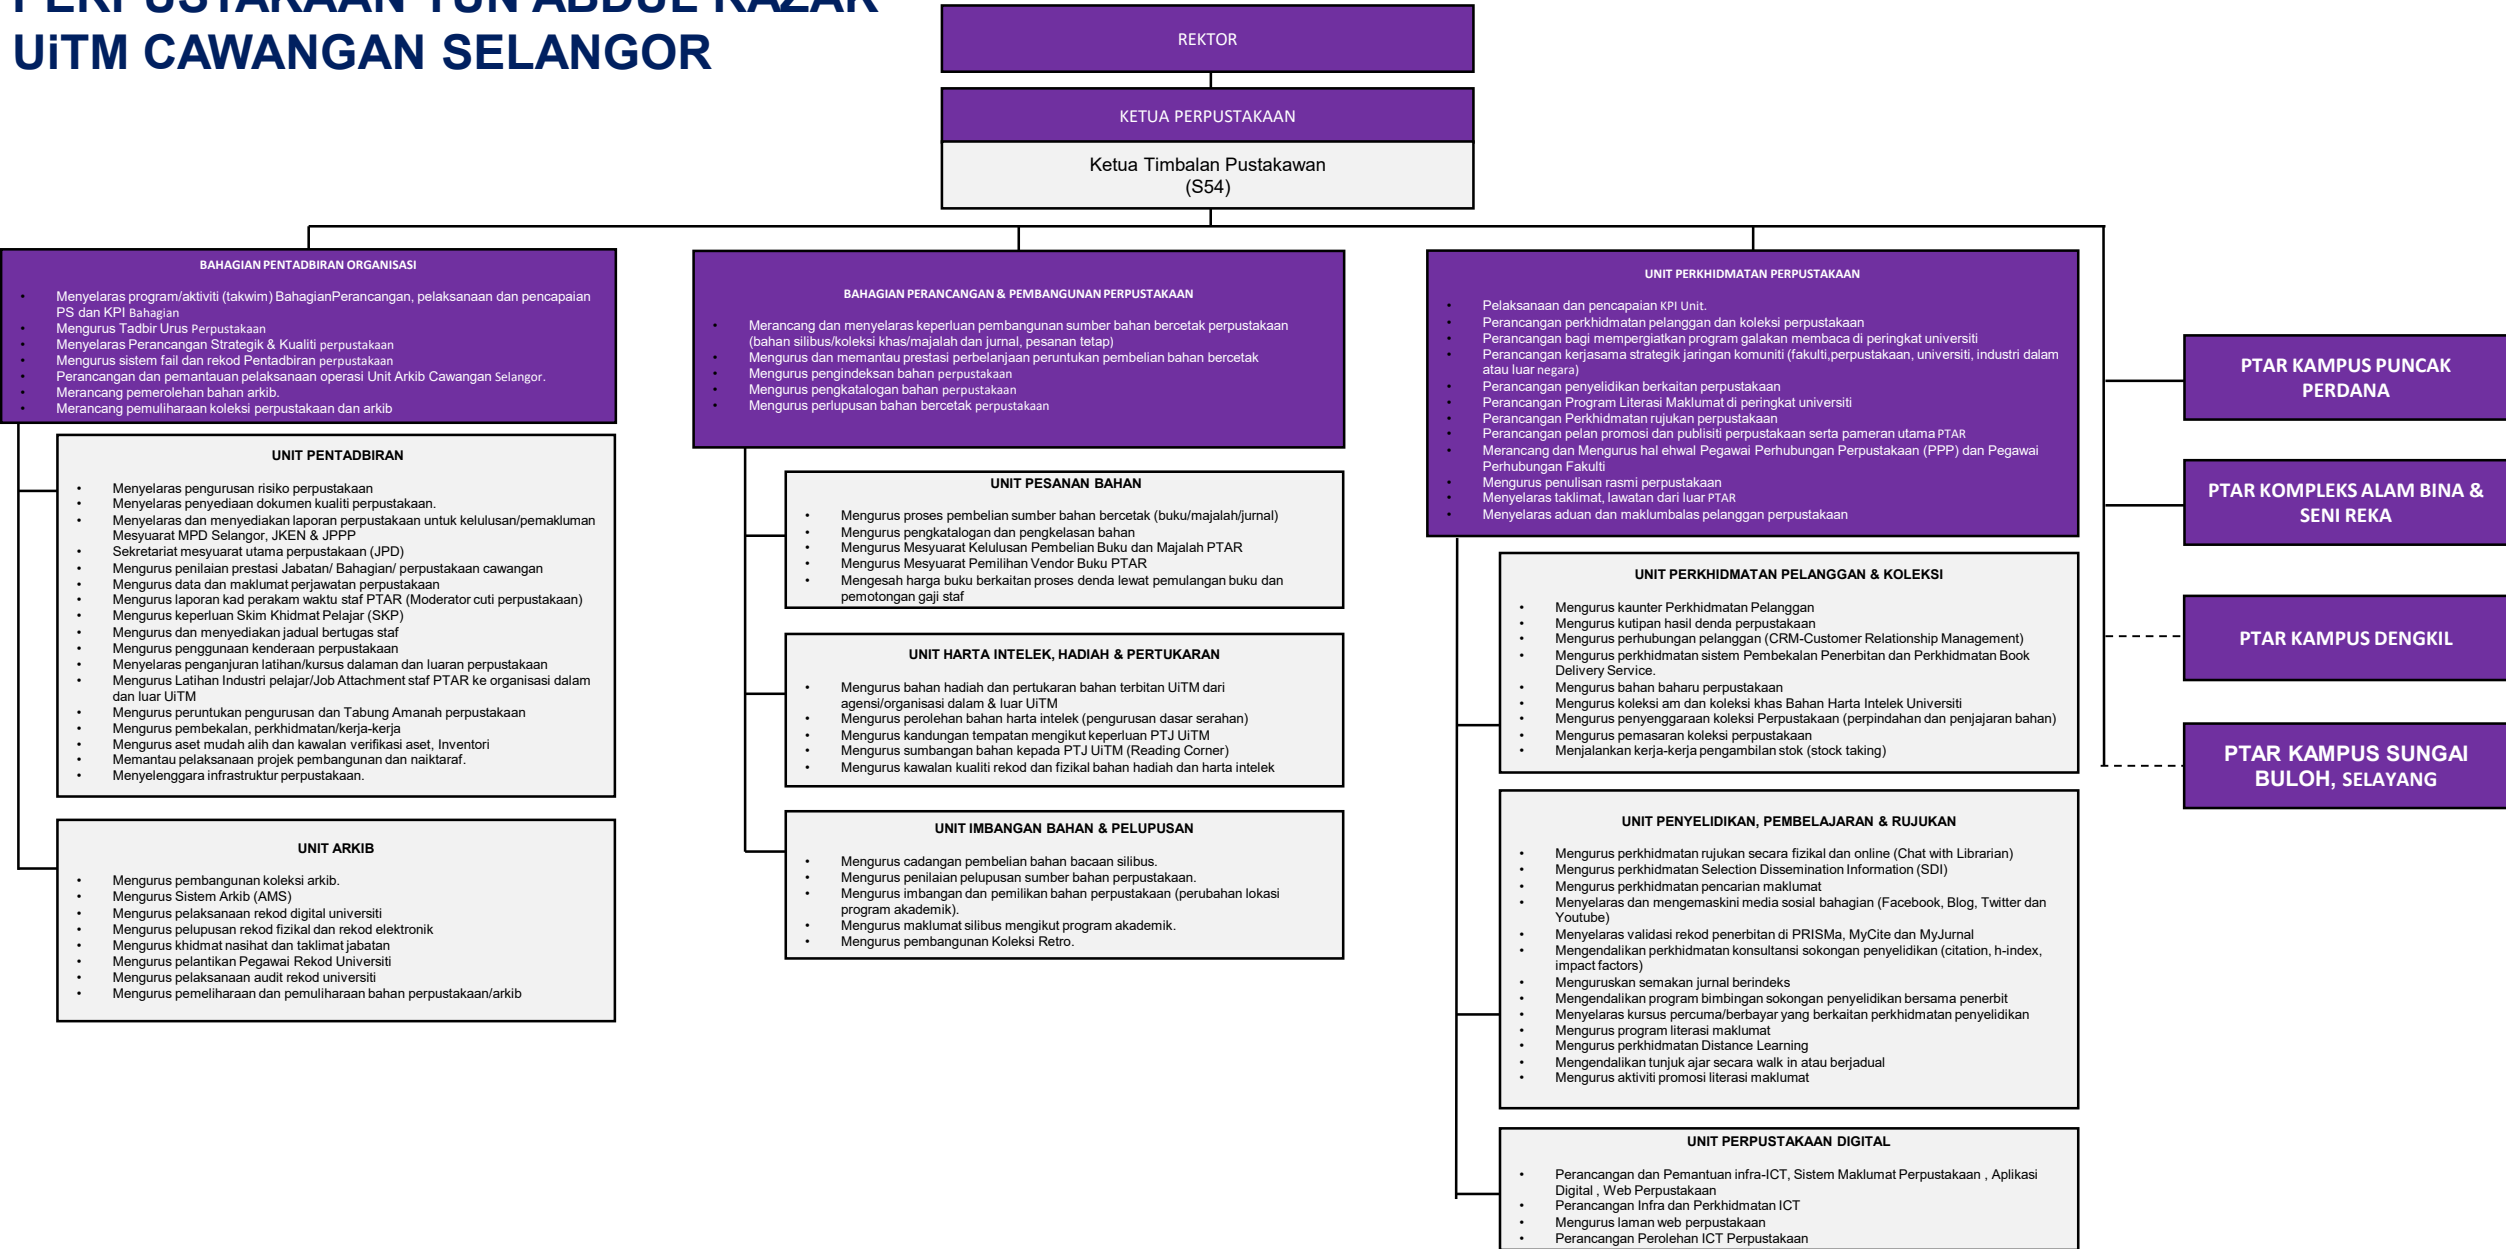 PERPUSTAKAAN TUN ABDUL RAZAK
UiTM CAWANGAN SELANGOR
REKTOR
KETUA PERPUSTAKAAN
Ketua Timbalan Pustakawan
(S54)
BAHAGIAN PENTADBIRAN ORGANISASI
• Menyelaras program/aktiviti (takwim) BahagianPerancangan, pelaksanaan dan pencapaian
PS dan KPI Bahagian
• Mengurus Tadbir Urus Perpustakaan
• Menyelaras Perancangan Strategik & Kualiti perpustakaan
• Mengurus sistem fail dan rekod Pentadbiran perpustakaan
• Perancangan dan pemantauan pelaksanaan operasi Unit Arkib Cawangan Selangor.
• Merancang pemerolehan bahan arkib.
• Merancang pemuliharaan koleksi perpustakaan dan arkib
UNIT PENTADBIRAN
• Menyelaras pengurusan risiko perpustakaan
• Menyelaras penyediaan dokumen kualiti perpustakaan.
• Menyelaras dan menyediakan laporan perpustakaan untuk kelulusan/pemakluman
Mesyuarat MPD Selangor, JKEN & JPPP
• Sekretariat mesyuarat utama perpustakaan (JPD)
• Mengurus penilaian prestasi Jabatan/ Bahagian/ perpustakaan cawangan
• Mengurus data dan maklumat perjawatan perpustakaan
• Mengurus laporan kad perakam waktu staf PTAR (Moderator cuti perpustakaan)
• Mengurus keperluan Skim Khidmat Pelajar (SKP)
• Mengurus dan menyediakan jadual bertugas staf
• Mengurus penggunaan kenderaan perpustakaan
• Menyelaras penganjuran latihan/kursus dalaman dan luaran perpustakaan
• Mengurus Latihan Industri pelajar/Job Attachment staf PTAR ke organisasi dalam
dan luar UiTM
• Mengurus peruntukan pengurusan dan Tabung Amanah perpustakaan
• Mengurus pembekalan, perkhidmatan/kerja-kerja
• Mengurus aset mudah alih dan kawalan verifikasi aset, Inventori
• Memantau pelaksanaan projek pembangunan dan naiktaraf.
• Menyelenggara infrastruktur perpustakaan.
UNIT ARKIB
• Mengurus pembangunan koleksi arkib.
• Mengurus Sistem Arkib (AMS)
• Mengurus pelaksanaan rekod digital universiti
• Mengurus pelupusan rekod fizikal dan rekod elektronik
• Mengurus khidmat nasihat dan taklimat jabatan
• Mengurus pelantikan Pegawai Rekod Universiti
• Mengurus pelaksanaan audit rekod universiti
• Mengurus pemeliharaan dan pemuliharaan bahan perpustakaan/arkib
BAHAGIAN PERANCANGAN & PEMBANGUNAN PERPUSTAKAAN
• Merancang dan menyelaras keperluan pembangunan sumber bahan bercetak perpustakaan
(bahan silibus/koleksi khas/majalah dan jurnal, pesanan tetap)
• Mengurus dan memantau prestasi perbelanjaan peruntukan pembelian bahan bercetak
• Mengurus pengindeksan bahan perpustakaan
• Mengurus pengkatalogan bahan perpustakaan
• Mengurus perlupusan bahan bercetak perpustakaan
UNIT PESANAN BAHAN
• Mengurus proses pembelian sumber bahan bercetak (buku/majalah/jurnal)
• Mengurus pengkatalogan dan pengkelasan bahan
• Mengurus Mesyuarat Kelulusan Pembelian Buku dan Majalah PTAR
• Mengurus Mesyuarat Pemilihan Vendor Buku PTAR
• Mengesah harga buku berkaitan proses denda lewat pemulangan buku dan
pemotongan gaji staf
UNIT HARTA INTELEK, HADIAH & PERTUKARAN
• Mengurus bahan hadiah dan pertukaran bahan terbitan UiTM dari
agensi/organisasi dalam & luar UiTM
• Mengurus perolehan bahan harta intelek (pengurusan dasar serahan)
• Mengurus kandungan tempatan mengikut keperluan PTJ UiTM
• Mengurus sumbangan bahan kepada PTJ UiTM (Reading Corner)
• Mengurus kawalan kualiti rekod dan fizikal bahan hadiah dan harta intelek
UNIT IMBANGAN BAHAN & PELUPUSAN
• Mengurus cadangan pembelian bahan bacaan silibus.
• Mengurus penilaian pelupusan sumber bahan perpustakaan.
• Mengurus imbangan dan pemilikan bahan perpustakaan (perubahan lokasi
program akademik).
• Mengurus maklumat silibus mengikut program akademik.
• Mengurus pembangunan Koleksi Retro.
UNIT PERKHIDMATAN PERPUSTAKAAN
• Pelaksanaan dan pencapaian KPI Unit.
• Perancangan perkhidmatan pelanggan dan koleksi perpustakaan
• Perancangan bagi mempergiatkan program galakan membaca di peringkat universiti
• Perancangan kerjasama strategik jaringan komuniti (fakulti,perpustakaan, universiti, industri dalam
atau luar negara)
• Perancangan penyelidikan berkaitan perpustakaan
• Perancangan Program Literasi Maklumat di peringkat universiti
• Perancangan Perkhidmatan rujukan perpustakaan
• Perancangan pelan promosi dan publisiti perpustakaan serta pameran utama PTAR
• Merancang dan Mengurus hal ehwal Pegawai Perhubungan Perpustakaan (PPP) dan Pegawai
Perhubungan Fakulti
• Mengurus penulisan rasmi perpustakaan
• Menyelaras taklimat, lawatan dari luar PTAR
• Menyelaras aduan dan maklumbalas pelanggan perpustakaan
UNIT PERKHIDMATAN PELANGGAN & KOLEKSI
• Mengurus kaunter Perkhidmatan Pelanggan
• Mengurus kutipan hasil denda perpustakaan
• Mengurus perhubungan pelanggan (CRM-Customer Relationship Management)
• Mengurus perkhidmatan sistem Pembekalan Penerbitan dan Perkhidmatan Book
Delivery Service.
• Mengurus bahan baharu perpustakaan
• Mengurus koleksi am dan koleksi khas Bahan Harta Intelek Universiti
• Mengurus penyenggaraan koleksi Perpustakaan (perpindahan dan penjajaran bahan)
• Mengurus pemasaran koleksi perpustakaan
• Menjalankan kerja-kerja pengambilan stok (stock taking)
UNIT PENYELIDIKAN, PEMBELAJARAN & RUJUKAN
• Mengurus perkhidmatan rujukan secara fizikal dan online (Chat with Librarian)
• Mengurus perkhidmatan Selection Dissemination Information (SDI)
• Mengurus perkhidmatan pencarian maklumat
• Menyelaras dan mengemaskini media sosial bahagian (Facebook, Blog, Twitter dan
Youtube)
• Menyelaras validasi rekod penerbitan di PRISMa, MyCite dan MyJurnal
• Mengendalikan perkhidmatan konsultansi sokongan penyelidikan (citation, h-index,
impact factors)
• Menguruskan semakan jurnal berindeks
• Mengendalikan program bimbingan sokongan penyelidikan bersama penerbit
• Menyelaras kursus percuma/berbayar yang berkaitan perkhidmatan penyelidikan
• Mengurus program literasi maklumat
• Mengurus perkhidmatan Distance Learning
• Mengendalikan tunjuk ajar secara walk in atau berjadual
• Mengurus aktiviti promosi literasi maklumat
UNIT PERPUSTAKAAN DIGITAL
• Perancangan dan Pemantuan infra-ICT, Sistem Maklumat Perpustakaan , Aplikasi
Digital , Web Perpustakaan
• Perancangan Infra dan Perkhidmatan ICT
• Mengurus laman web perpustakaan
• Perancangan Perolehan ICT Perpustakaan
PTAR KAMPUS PUNCAK
PERDANA
PTAR KOMPLEKS ALAM BINA &
SENI REKA
PTAR KAMPUS DENGKIL
PTAR KAMPUS SUNGAI
BULOH, SELAYANG